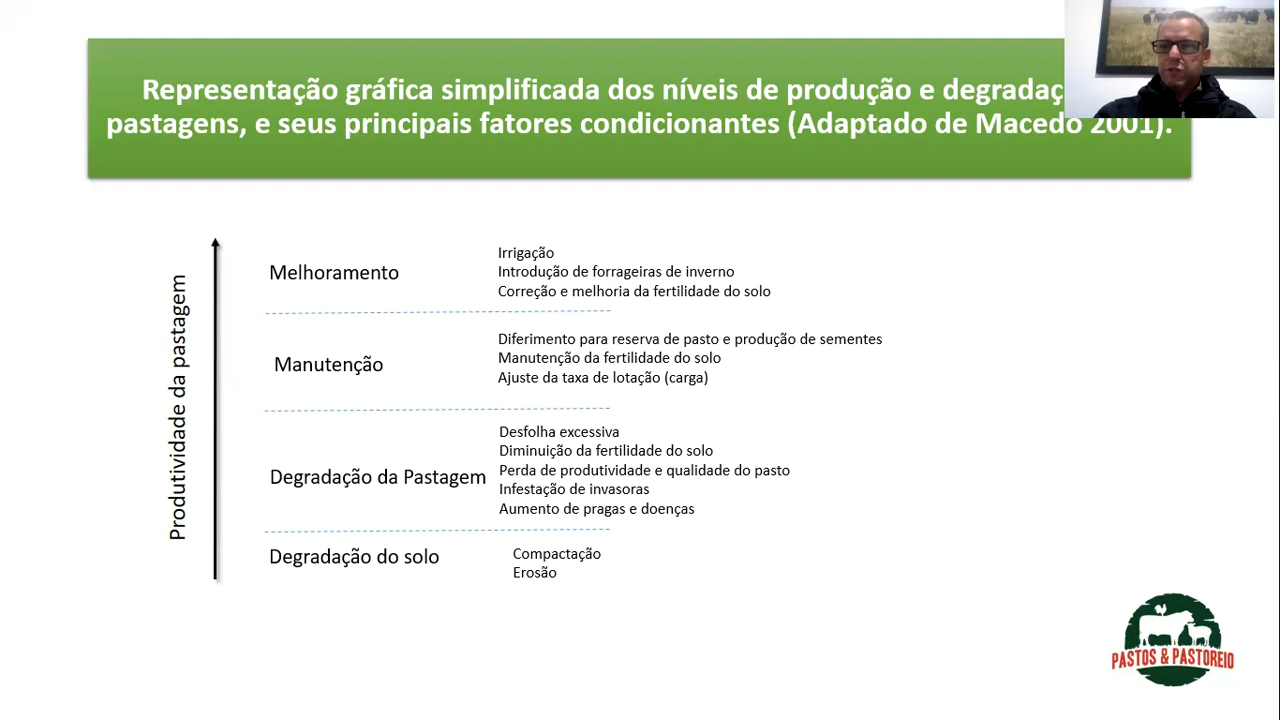 Representação gráfica simplificada dos níveis de produção e degradaç
pastagens, e seus principais fatores condicionantes (Adaptado de Macedo 2001).
Produtividade da pastagem
Melhoramento
Irrigação
Introdução de forrageiras de inverno
Correção e melhoria da fertilidade do solo
Manutenção
Diferimento para reserva de pasto e produção de sementes
Manutenção da fertilidade do solo
Ajuste da taxa de lotação (carga)
Degradação da Pastagem
Desfolha excessiva
Diminuição da fertilidade do solo
Perda de produtividade e qualidade do pasto
Infestação de invasoras
Aumento de pragas e doenças
Degradação do solo
Compactação
Erosão
PASTOS & PASTOREIO